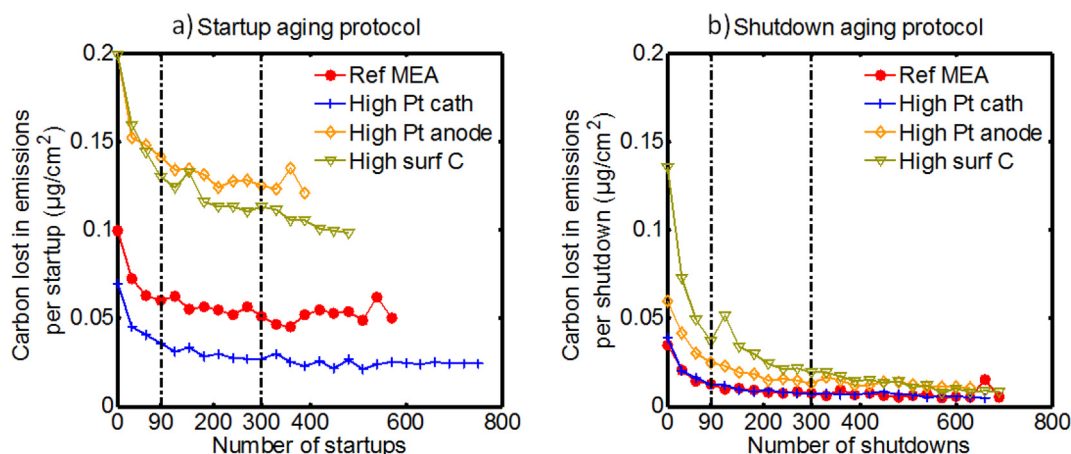 a) Startup aging protocol
0.2
0.15
0.1
0.05
0
0 90 200 300 400 500 600 700 800
Carbon lost in emissions
per startup (µg/cm²)
Number of startups
Ref MEA
High Pt cath
High Pt anode
High surf C
b) Shutdown aging protocol
0.2
0.15
0.1
0.05
0
0 90 200 300 400 500 600 700 800
Carbon lost in emissions
per shutdown (µg/cm²)
Number of shutdowns
Ref MEA
High Pt cath
High Pt anode
High surf C